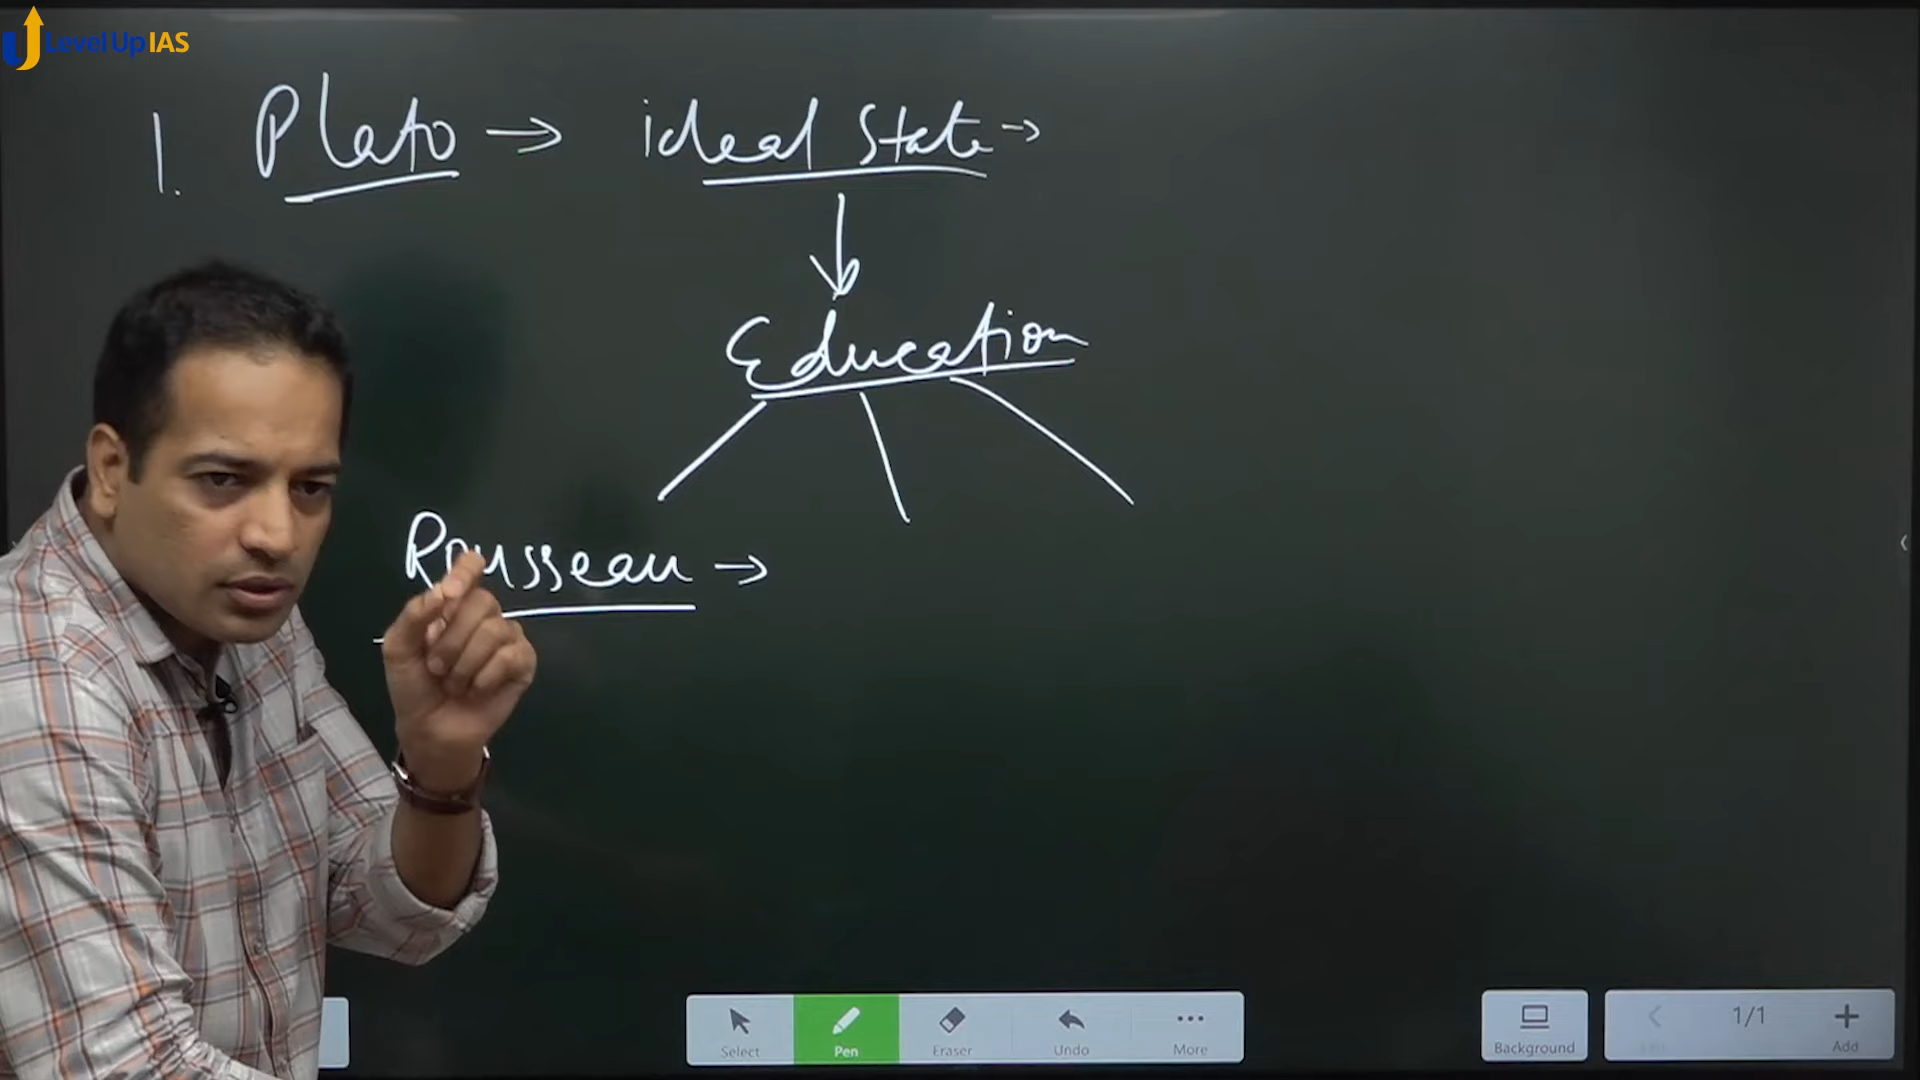 Level Up IAS
1. Plato → ideal state →
Education
Rousseau →
Select Pen Eraser Undo More
Background
1/1
Add